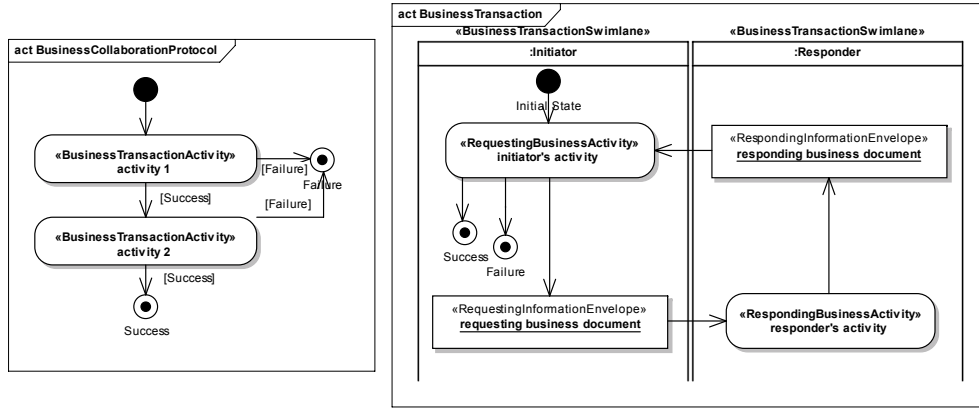 act BusinessCollaborationProtocol
«BusinessTransactionActivity»
activity 1
[Failure]
Failure
[Success]
[Failure]
«BusinessTransactionActivity»
activity 2
[Success]
Success
act BusinessTransaction
«BusinessTransactionSwimlane»
«BusinessTransactionSwimlane»
:Initiator
:Responder
Initial State
«RequestingBusinessActivity»
initiator's activity
«RespondingInformationEnvelope»
responding business document
Success
Failure
«RequestingInformationEnvelope»
requesting business document
«RespondingBusinessActivity»
responder's activity